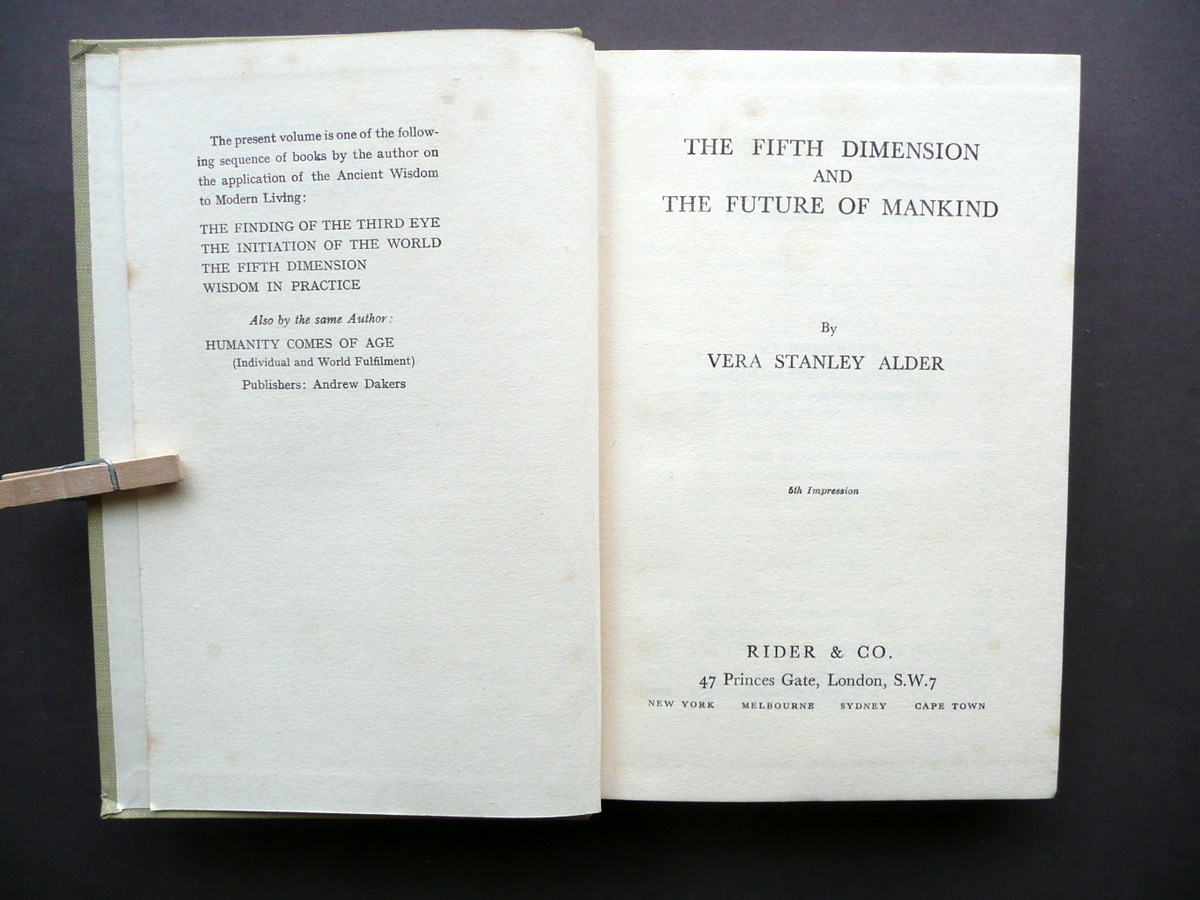 The present volume is one of the follow-
ing sequence of books by the author on
the application of the Ancient Wisdom
to Modern Living:
THE FINDING OF THE THIRD EYE
THE INITIATION OF THE WORLD
THE FIFTH DIMENSION
WISDOM IN PRACTICE
Also by the same Author:
HUMANITY COMES OF AGE
(Individual and World Fulfilment)
Publishers: Andrew Dakers
THE FIFTH DIMENSION
AND
THE FUTURE OF MANKIND
By
VERA STANLEY ALDER
5th Impression
RIDER & CO.
47 Princes Gate, London, S.W.7
NEW YORK MELBOURNE SYDNEY CAPE TOWN